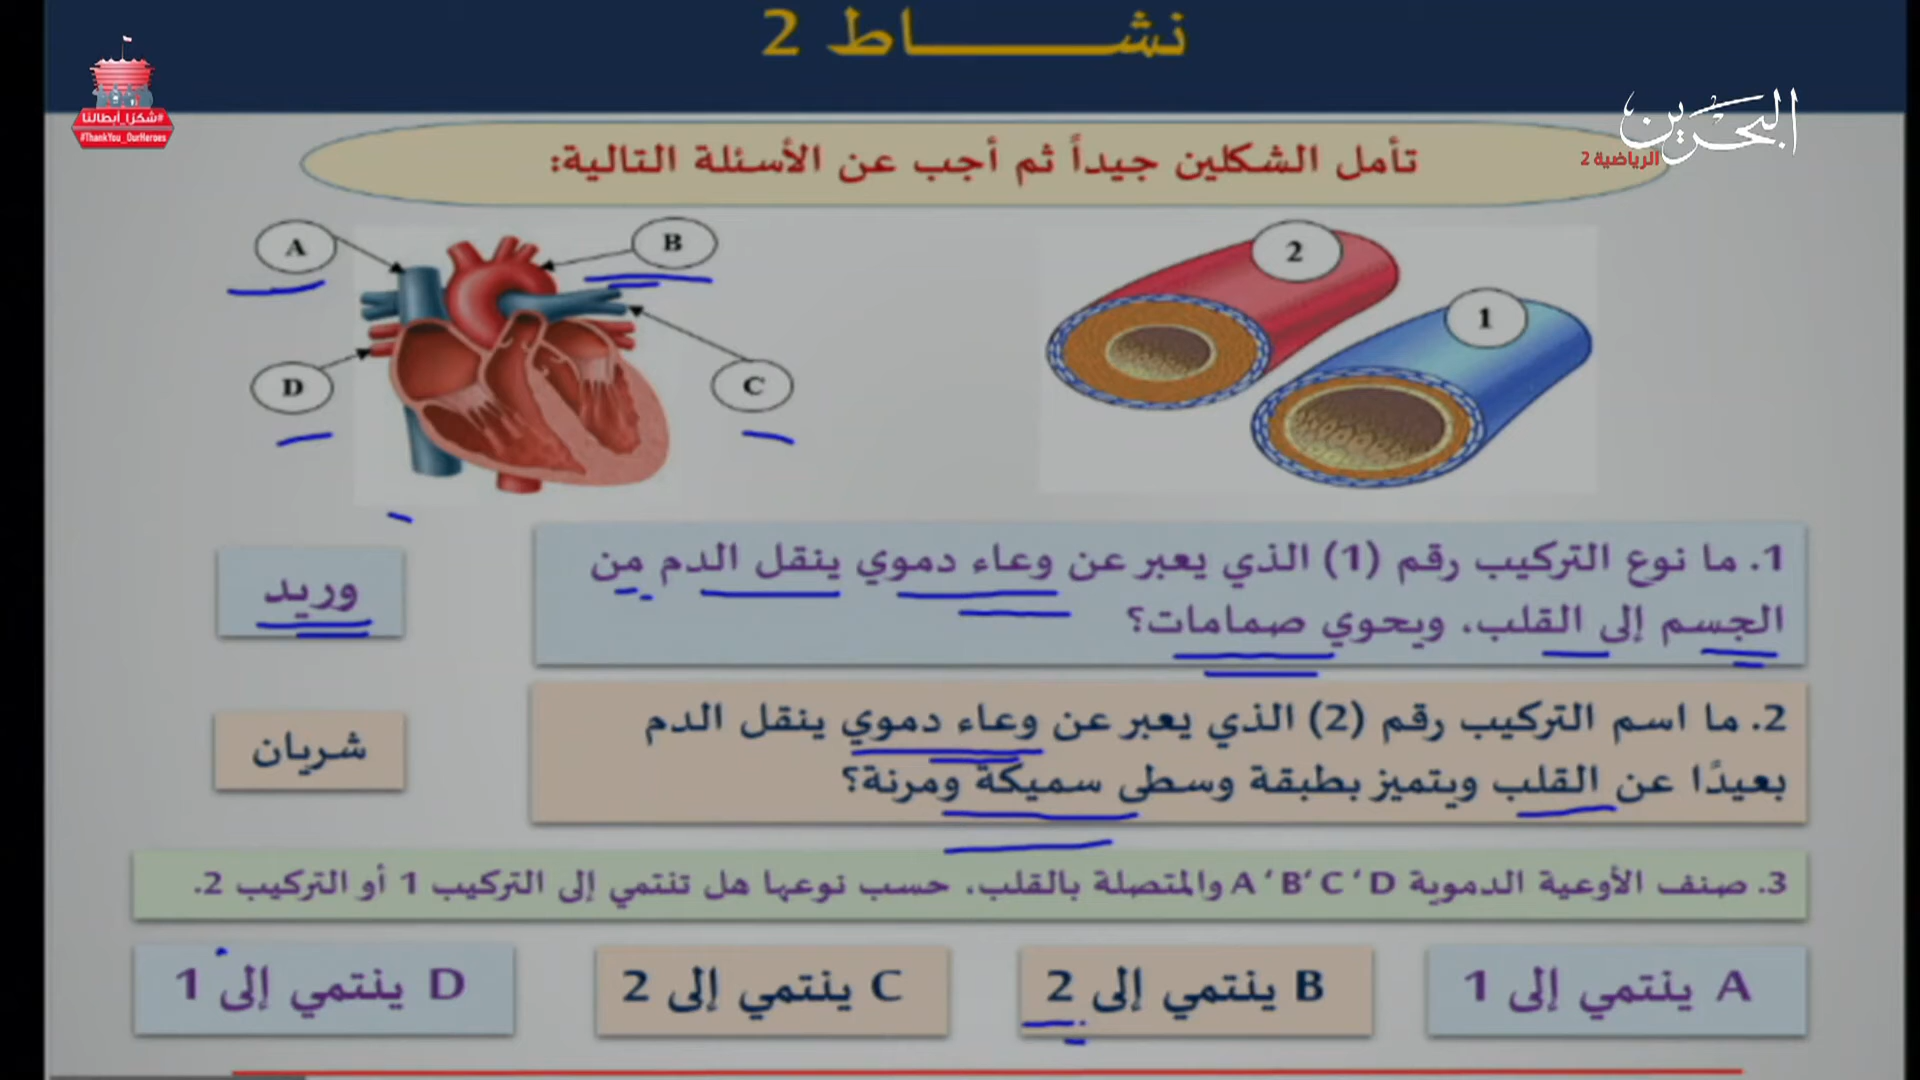 نشــــــاط 2
#شكرا_أبطالنا
#ThankYou_OurHeroes
البحرين
الرياضية 2
تأمل الشكلين جيداً ثم أجب عن الأسئلة التالية:
A
B
C
D
2
1
1. ما نوع التركيب رقم (1) الذي يعبر عن وعاء دموي ينقل الدم من
الجسم إلى القلب، ويحوي صمامات؟
وريد
2. ما اسم التركيب رقم (2) الذي يعبر عن وعاء دموي ينقل الدم
بعيدًا عن القلب ويتميز بطبقة وسطى سميكة ومرنة؟
شريان
3. صنف الأوعية الدموية A ‘ B‘ C ‘ D والمتصلة بالقلب، حسب نوعها هل تنتمي إلى التركيب 1 أو التركيب 2.
A ينتمي إلى 1
B ينتمي إلى 2
C ينتمي إلى 2
D ينتمي إلى 1